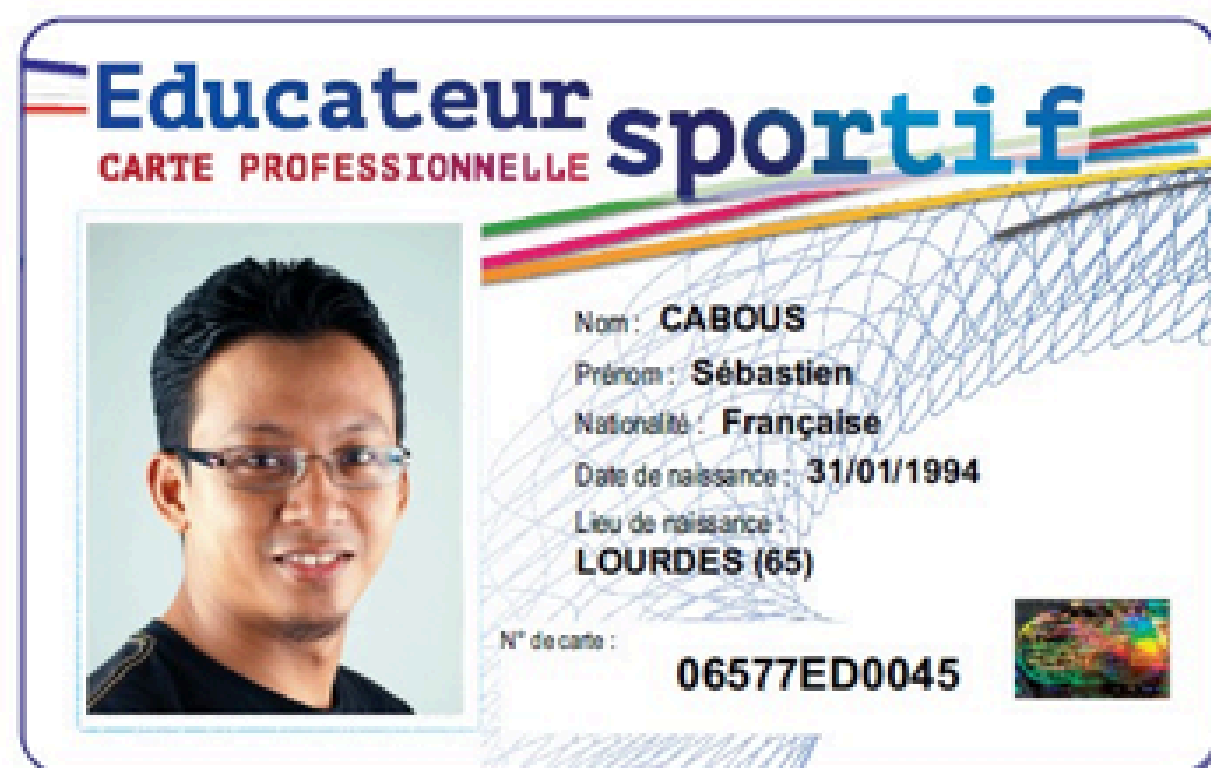 Educateur sportif
CARTE PROFESSIONNELLE
Nom : CABOUS
Prénom : Sébastien
Nationalité : Française
Date de naissance : 31/01/1994
Lieu de naissance :
LOURDES (65)
N° de carte :
06577ED0045